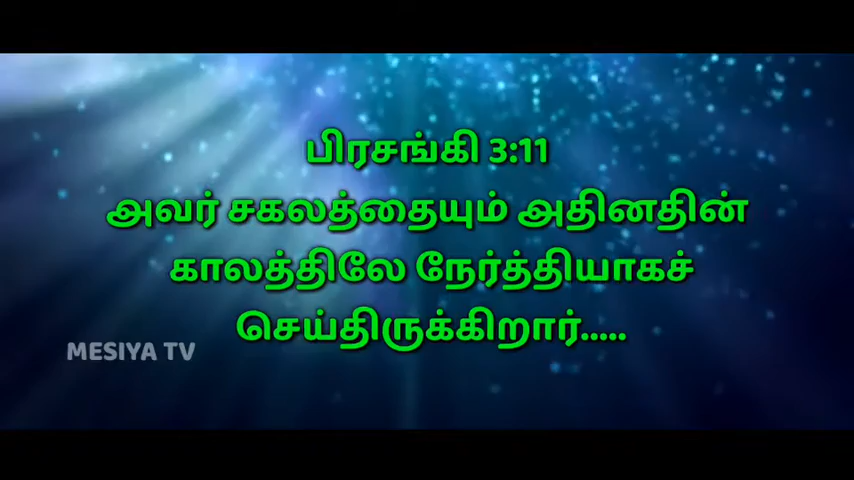 பிரசங்கி 3:11
அவர் சகலத்தையும் அதினதின்
காலத்திலே நேர்த்தியாகச்
செய்திருக்கிறார்.....
MESIYA TV